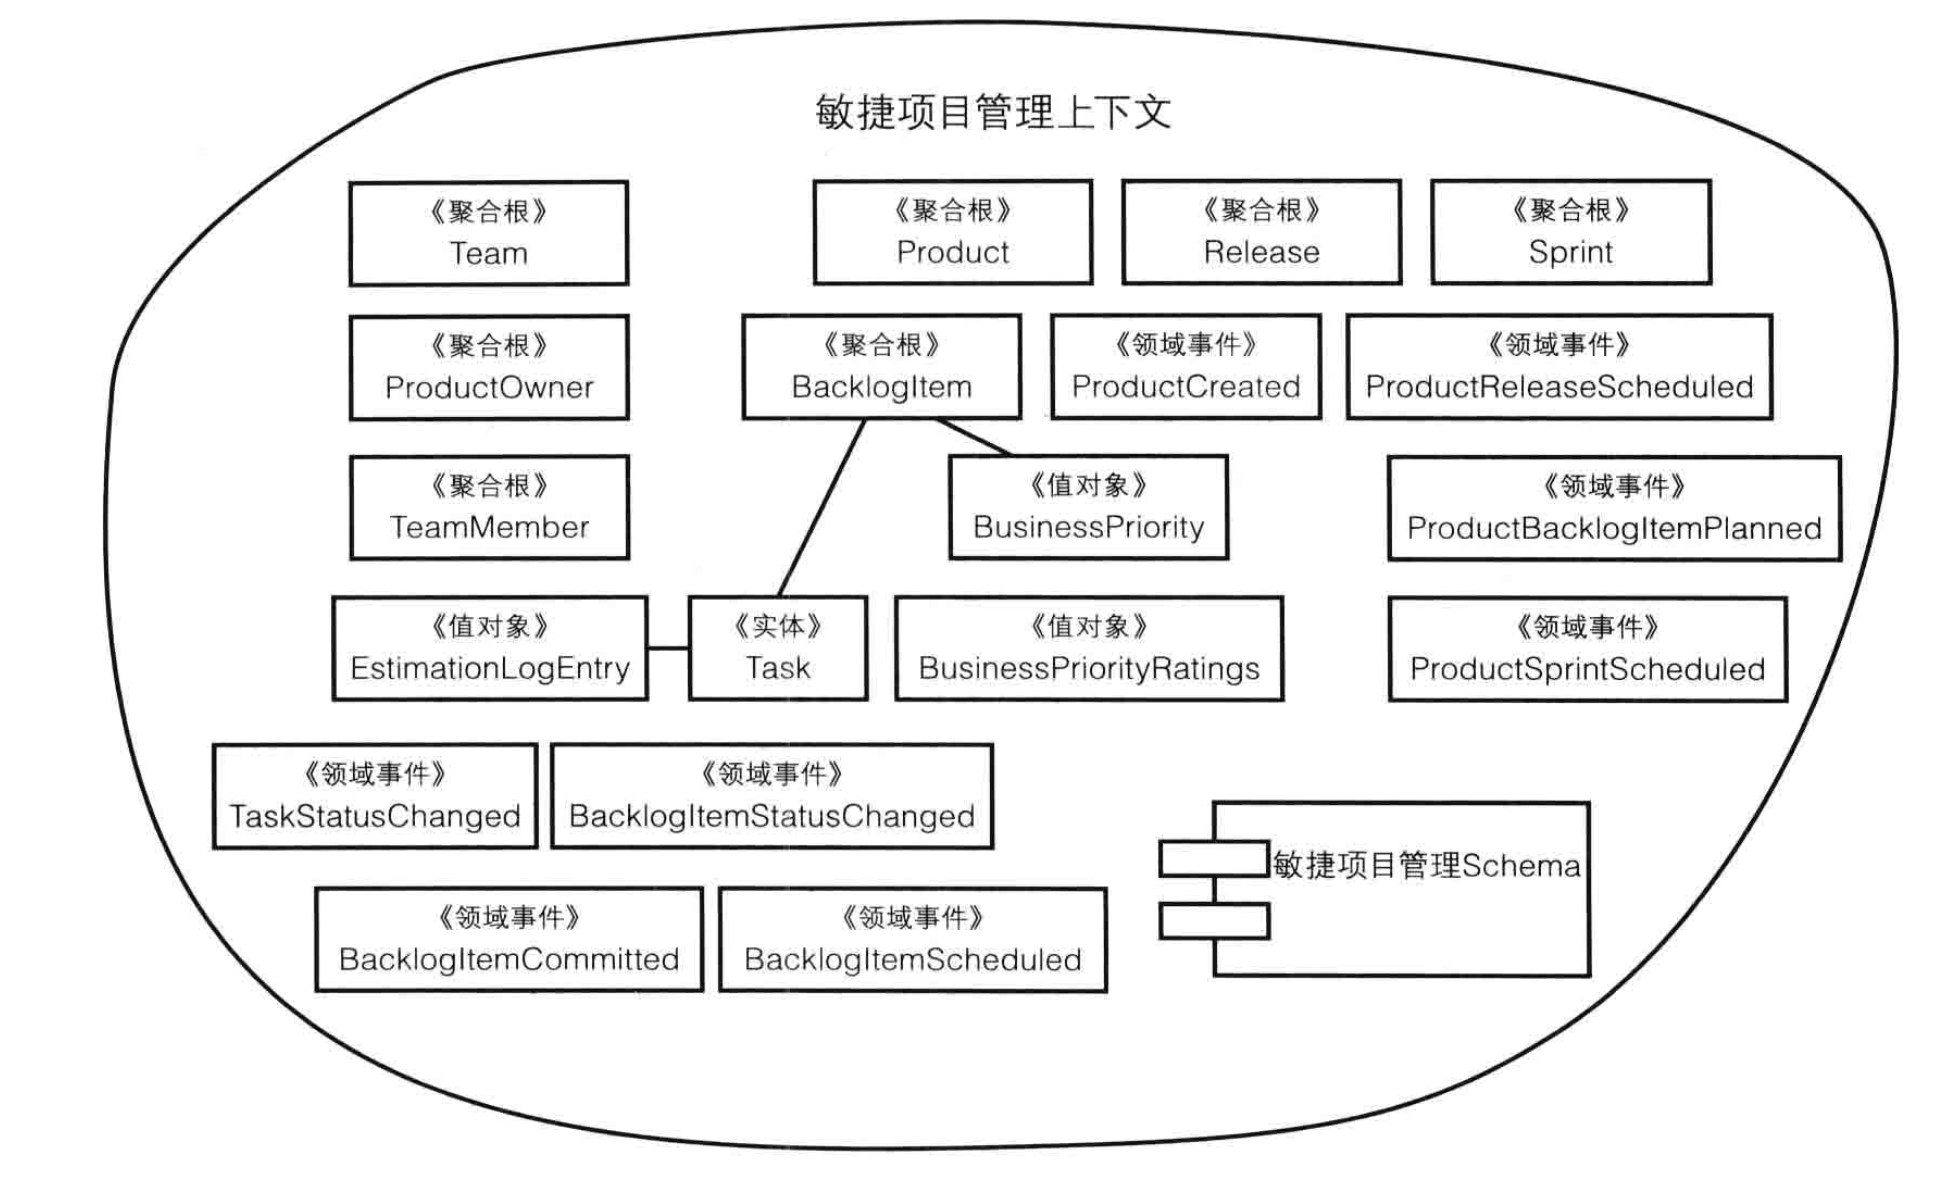 敏捷项目管理上下文
《聚合根》
Team
《聚合根》
Product
《聚合根》
Release
《聚合根》
Sprint
《聚合根》
ProductOwner
《聚合根》
BacklogItem
《领域事件》
ProductCreated
《领域事件》
ProductReleaseScheduled
《聚合根》
TeamMember
《值对象》
BusinessPriority
《领域事件》
ProductBacklogItemPlanned
《值对象》
EstimationLogEntry
《实体》
Task
《值对象》
BusinessPriorityRatings
《领域事件》
ProductSprintScheduled
《领域事件》
TaskStatusChanged
《领域事件》
BacklogItemStatusChanged
敏捷项目管理Schema
《领域事件》
BacklogItemCommitted
《领域事件》
BacklogItemScheduled